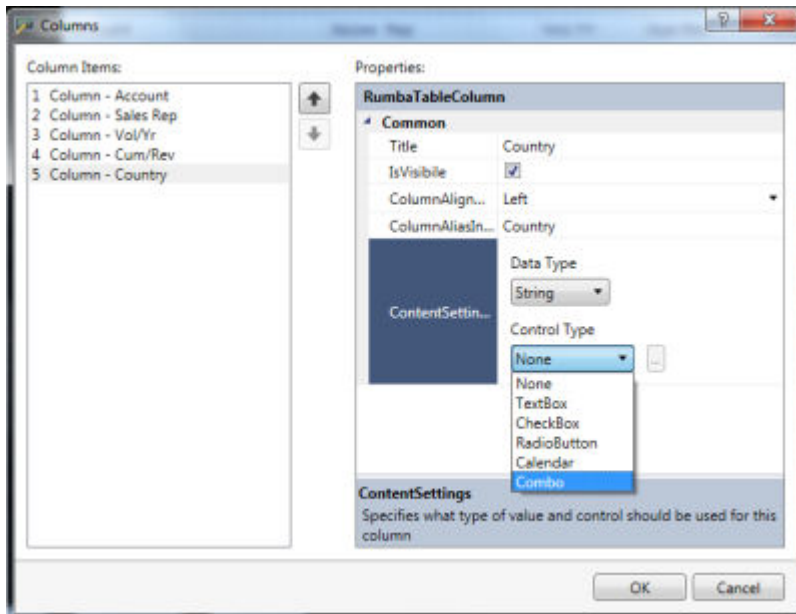 Columns
Column Items:
1 Column - Account
2 Column - Sales Rep
3 Column - Vol/Yr
4 Column - Cum/Rev
5 Column - Country
Properties:
RumbaTableColumn
Common
Title Country
IsVisibile
ColumnAlign... Left
ColumnAliasIn... Country
ContentSettin...
Data Type
String
Control Type
None
...
None
TextBox
CheckBox
RadioButton
Calendar
Combo
ContentSettings
Specifies what type of value and control should be used for this
column
OK Cancel